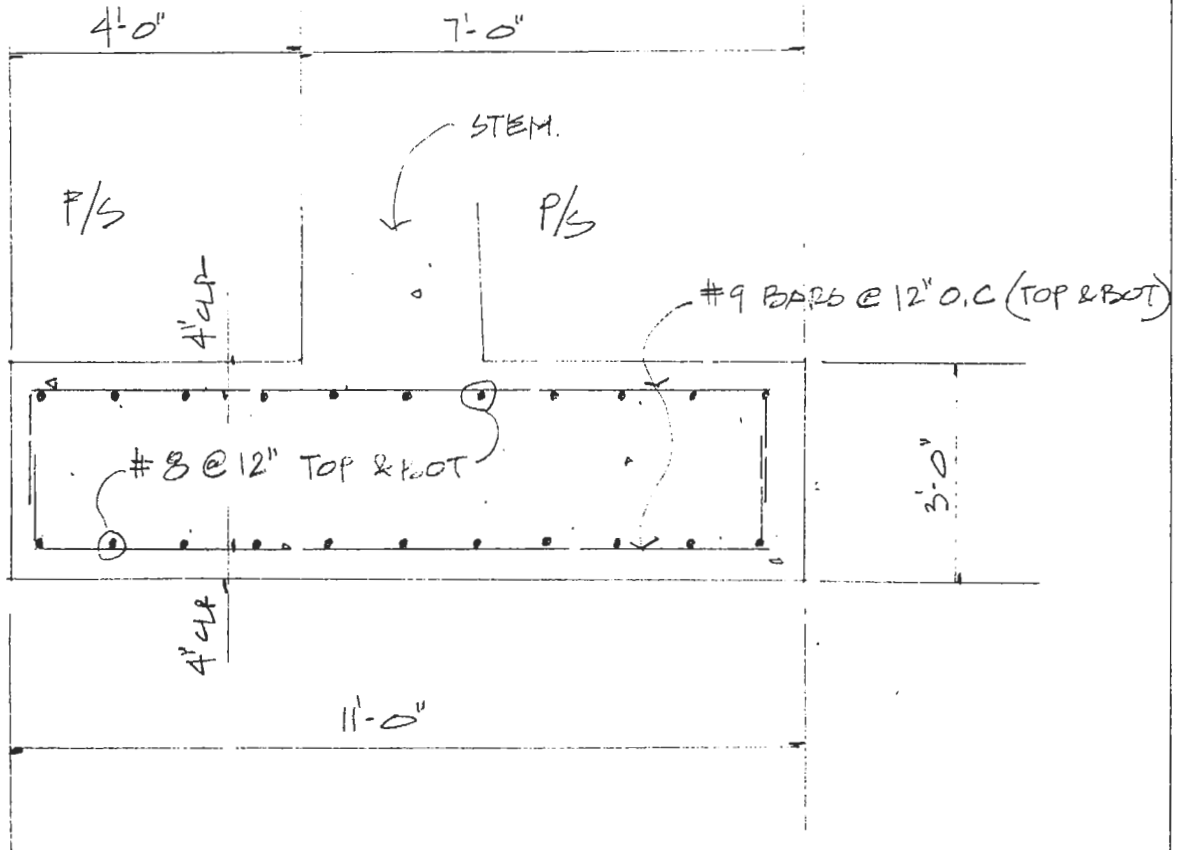 4'-0"
7'-0"
STEM.
F/S
P/S
4" CLR
#9 BARS @ 12" O.C (TOP & BOT)
#8 @ 12" TOP & BOT
3'-0"
4" CLR
11'-0"